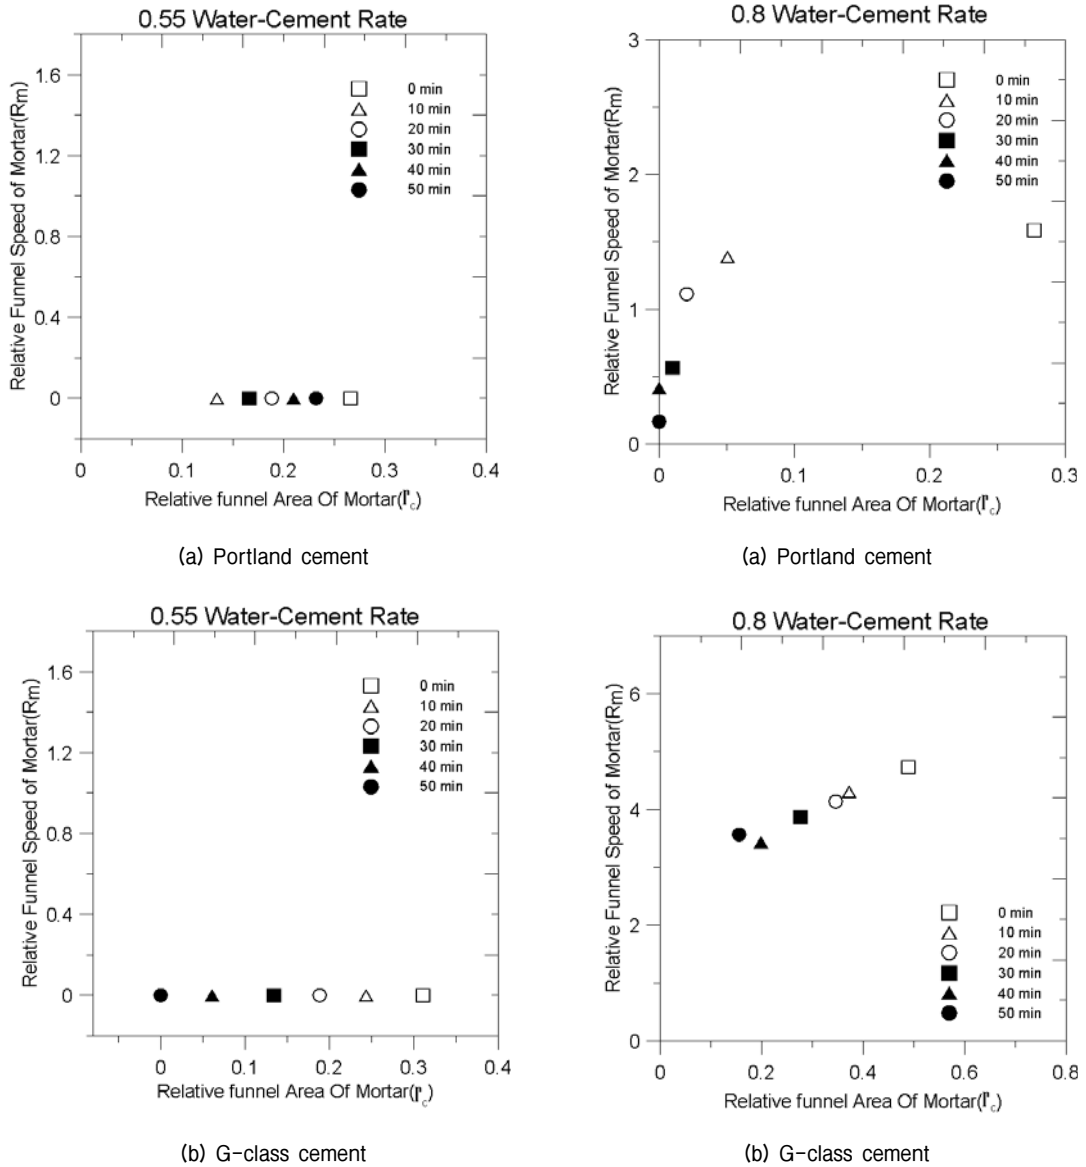 0.55 Water-Cement Rate
Relative Funnel Speed of Mortar(Rm)
1.6
1.2
0.8
0.4
0
0 min
10 min
20 min
30 min
40 min
50 min
0 0.1 0.2 0.3 0.4
Relative funnel Area Of Mortar(Γc)
(a) Portland cement
0.8 Water-Cement Rate
Relative Funnel Speed of Mortar(Rm)
3
2
1
0
0 min
10 min
20 min
30 min
40 min
50 min
0 0.1 0.2 0.3
Relative funnel Area Of Mortar(Γc)
(a) Portland cement
0.55 Water-Cement Rate
Relative Funnel Speed of Mortar(Rm)
1.6
1.2
0.8
0.4
0
0 min
10 min
20 min
30 min
40 min
50 min
0 0.1 0.2 0.3 0.4
Relative funnel Area Of Mortar(Γc)
(b) G-class cement
0.8 Water-Cement Rate
Relative Funnel Speed of Mortar(Rm)
6
4
2
0
0 min
10 min
20 min
30 min
40 min
50 min
0 0.2 0.4 0.6 0.8
Relative funnel Area Of Mortar(Γc)
(b) G-class cement